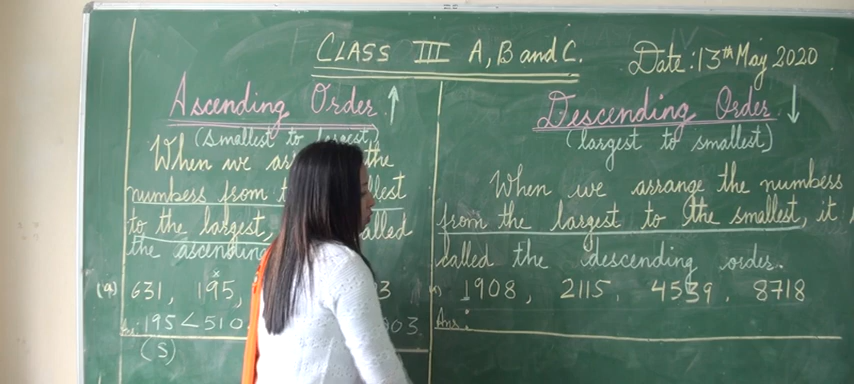 CLASS III A, B and C.
Date: 13th May 2020.
Ascending Order ↑
(Smallest to largest)
When we the
numbers from
to the largest,
the ascending
(a) 631, 195,
Ans: 195 < 510
(S)
Descending Order ↓
(largest to smallest)
When we arrange the numbers
from the largest to the smallest, it
called the descending order.
1908, 2115, 4539, 8718
Ans: